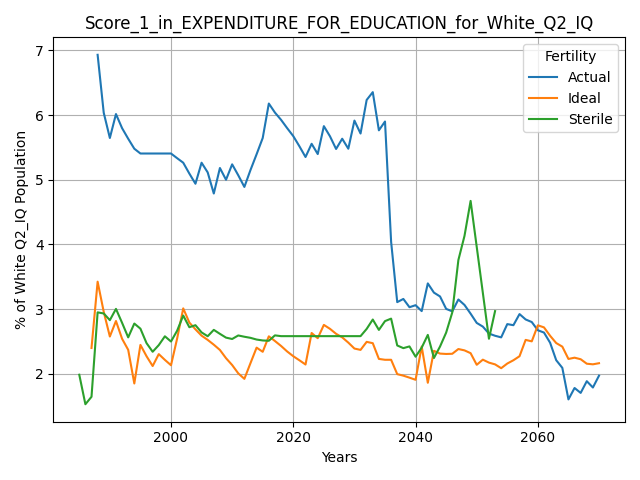 Score_1_in_EXPENDITURE_FOR_EDUCATION_for_White_Q2_IQ
Fertility
Actual
Ideal
Sterile
% of White Q2_IQ Population
7
6
5
4
3
2
2000
2020
2040
2060
Years